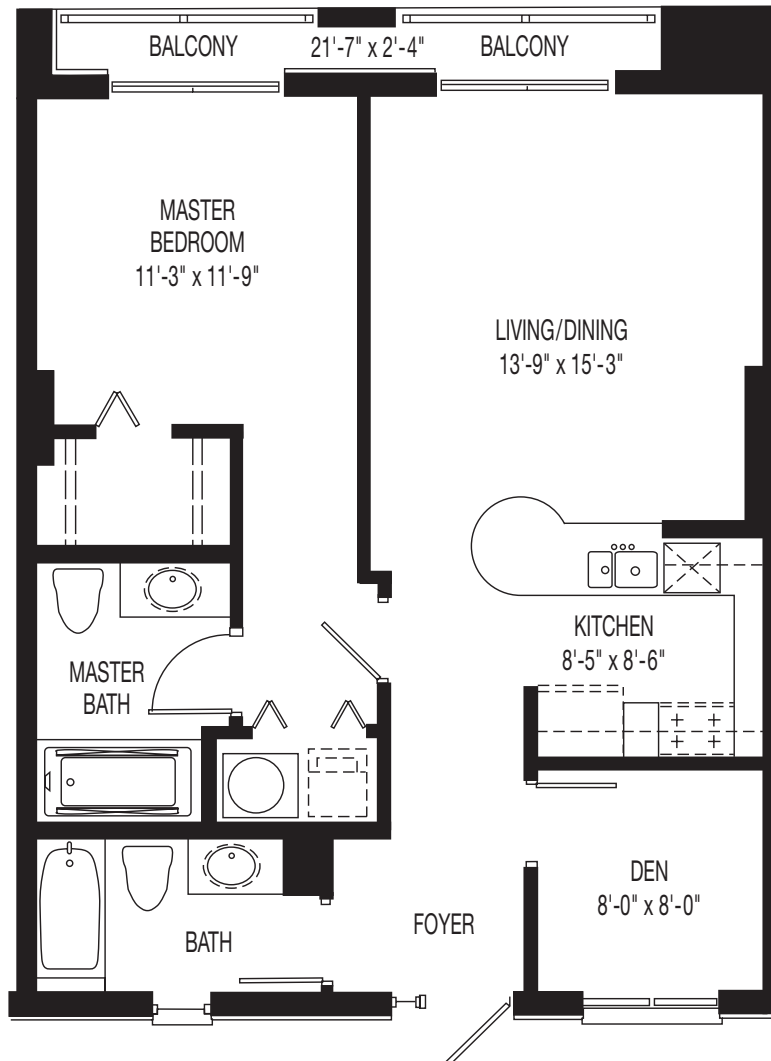 BALCONY
21'-7" x 2'-4"
BALCONY
MASTER
BEDROOM
11'-3" x 11'-9"
LIVING/DINING
13'-9" x 15'-3"
KITCHEN
8'-5" x 8'-6"
MASTER
BATH
DEN
8'-0" x 8'-0"
FOYER
BATH